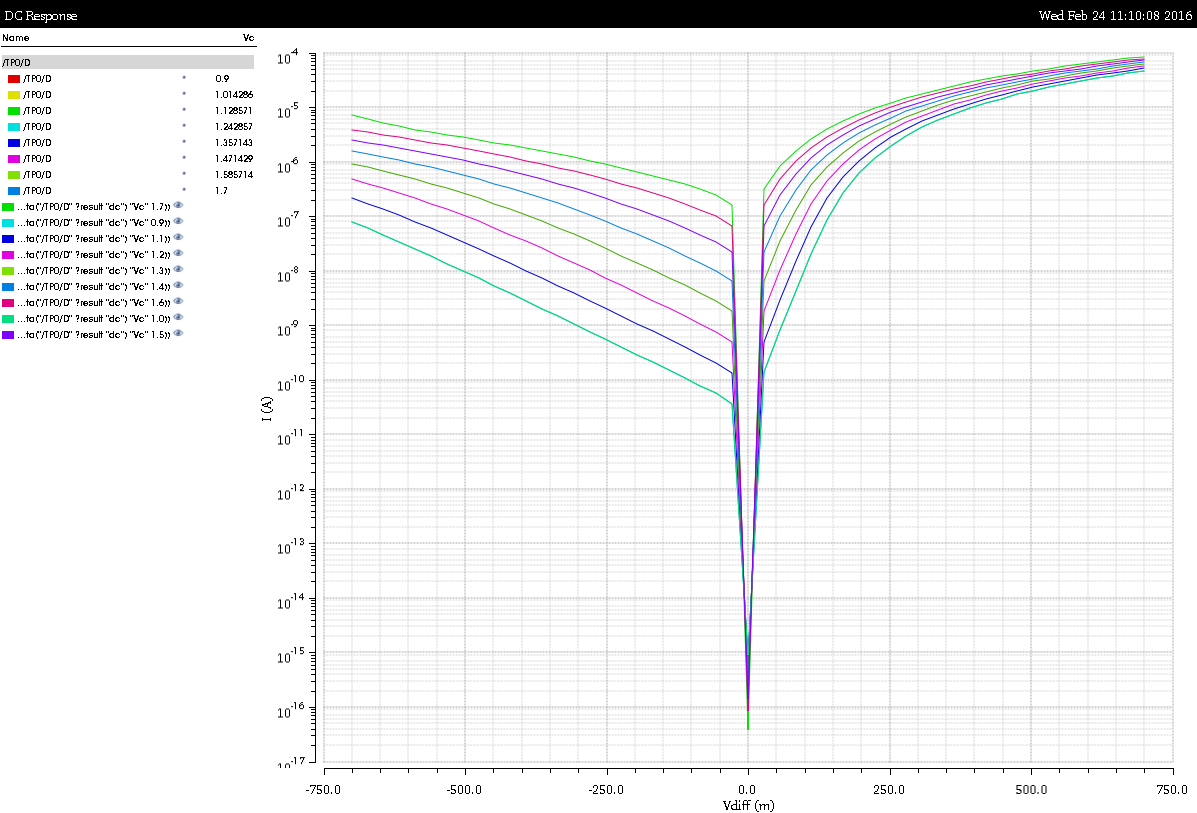 DC Response
Wed Feb 24 11:10:08 2016
Name Vc
/TP0/D
/TP0/D 0.9
/TP0/D 1.014286
/TP0/D 1.128571
/TP0/D 1.242857
/TP0/D 1.357143
/TP0/D 1.471429
/TP0/D 1.585714
/TP0/D 1.7
...ta("/TP0/D" ?result "dc") "Vc" 1.7))
...ta("/TP0/D" ?result "dc") "Vc" 0.9))
...ta("/TP0/D" ?result "dc") "Vc" 1.1))
...ta("/TP0/D" ?result "dc") "Vc" 1.2))
...ta("/TP0/D" ?result "dc") "Vc" 1.3))
...ta("/TP0/D" ?result "dc") "Vc" 1.4))
...ta("/TP0/D" ?result "dc") "Vc" 1.6))
...ta("/TP0/D" ?result "dc") "Vc" 1.0))
...ta("/TP0/D" ?result "dc") "Vc" 1.5))
I (A)
10-4
10-5
10-6
10-7
10-8
10-9
10-10
10-11
10-12
10-13
10-14
10-15
10-16
10-17
-750.0 -500.0 -250.0 0.0 250.0 500.0 750.0
Vdiff (m)